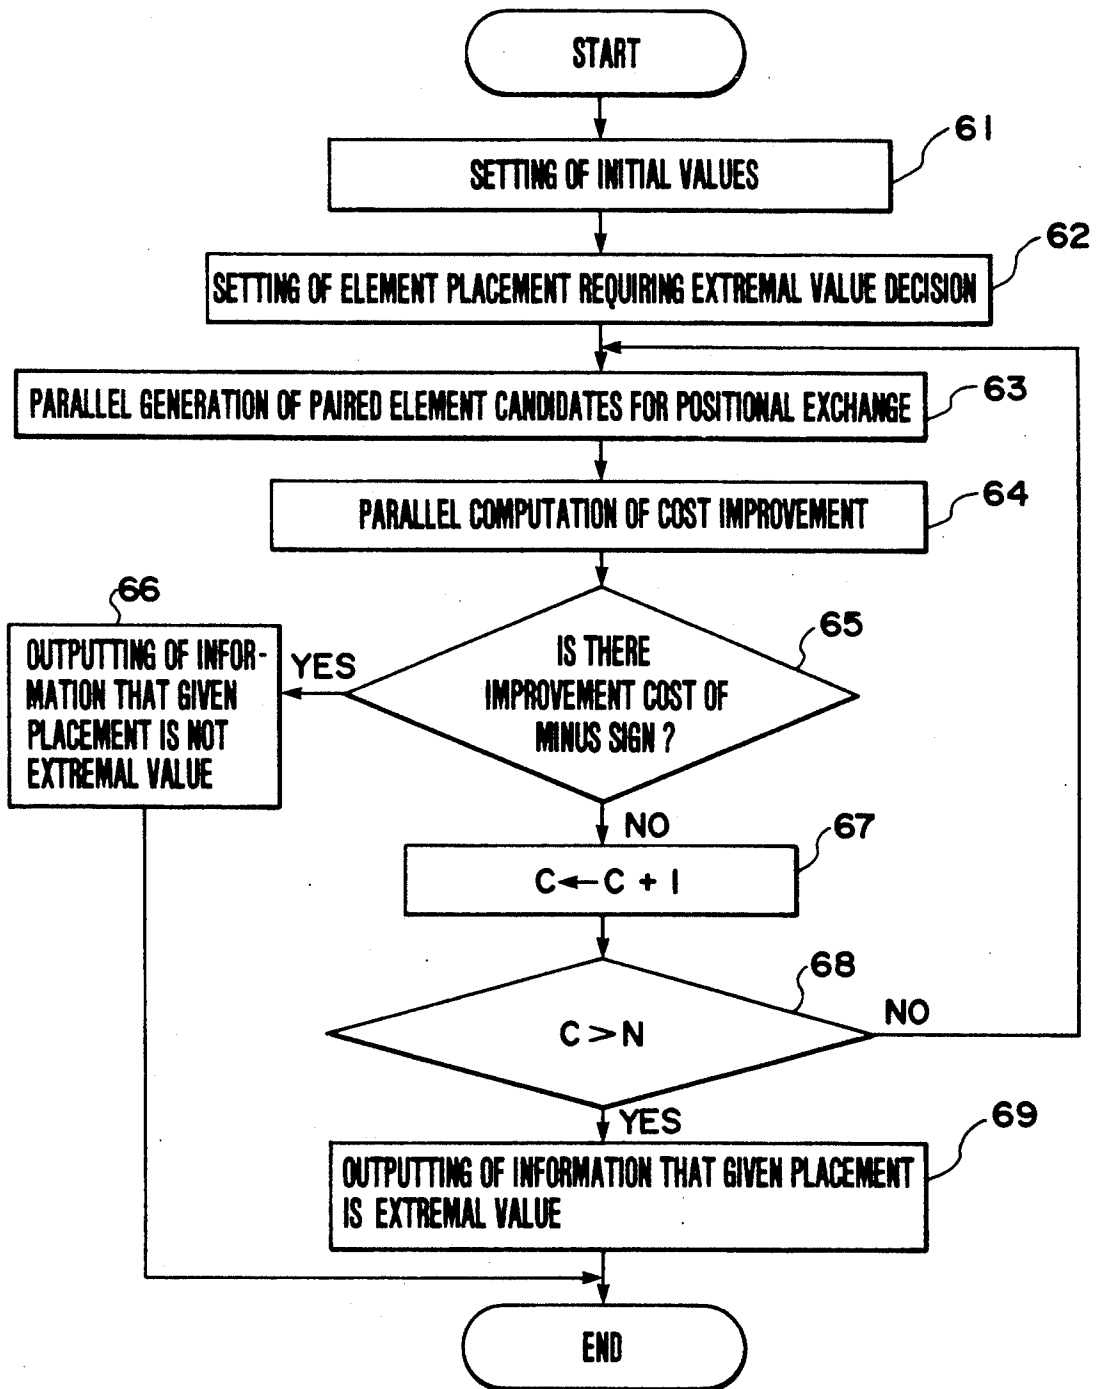 START
61
SETTING OF INITIAL VALUES
62
SETTING OF ELEMENT PLACEMENT REQUIRING EXTREMAL VALUE DECISION
63
PARALLEL GENERATION OF PAIRED ELEMENT CANDIDATES FOR POSITIONAL EXCHANGE
64
PARALLEL COMPUTATION OF COST IMPROVEMENT
65
IS THERE
IMPROVEMENT COST OF
MINUS SIGN ?
YES
66
OUTPUTTING OF INFOR-
MATION THAT GIVEN
PLACEMENT IS NOT
EXTREMAL VALUE
NO
67
C ← C + 1
68
C > N
NO
YES
69
OUTPUTTING OF INFORMATION THAT GIVEN PLACEMENT
IS EXTREMAL VALUE
END